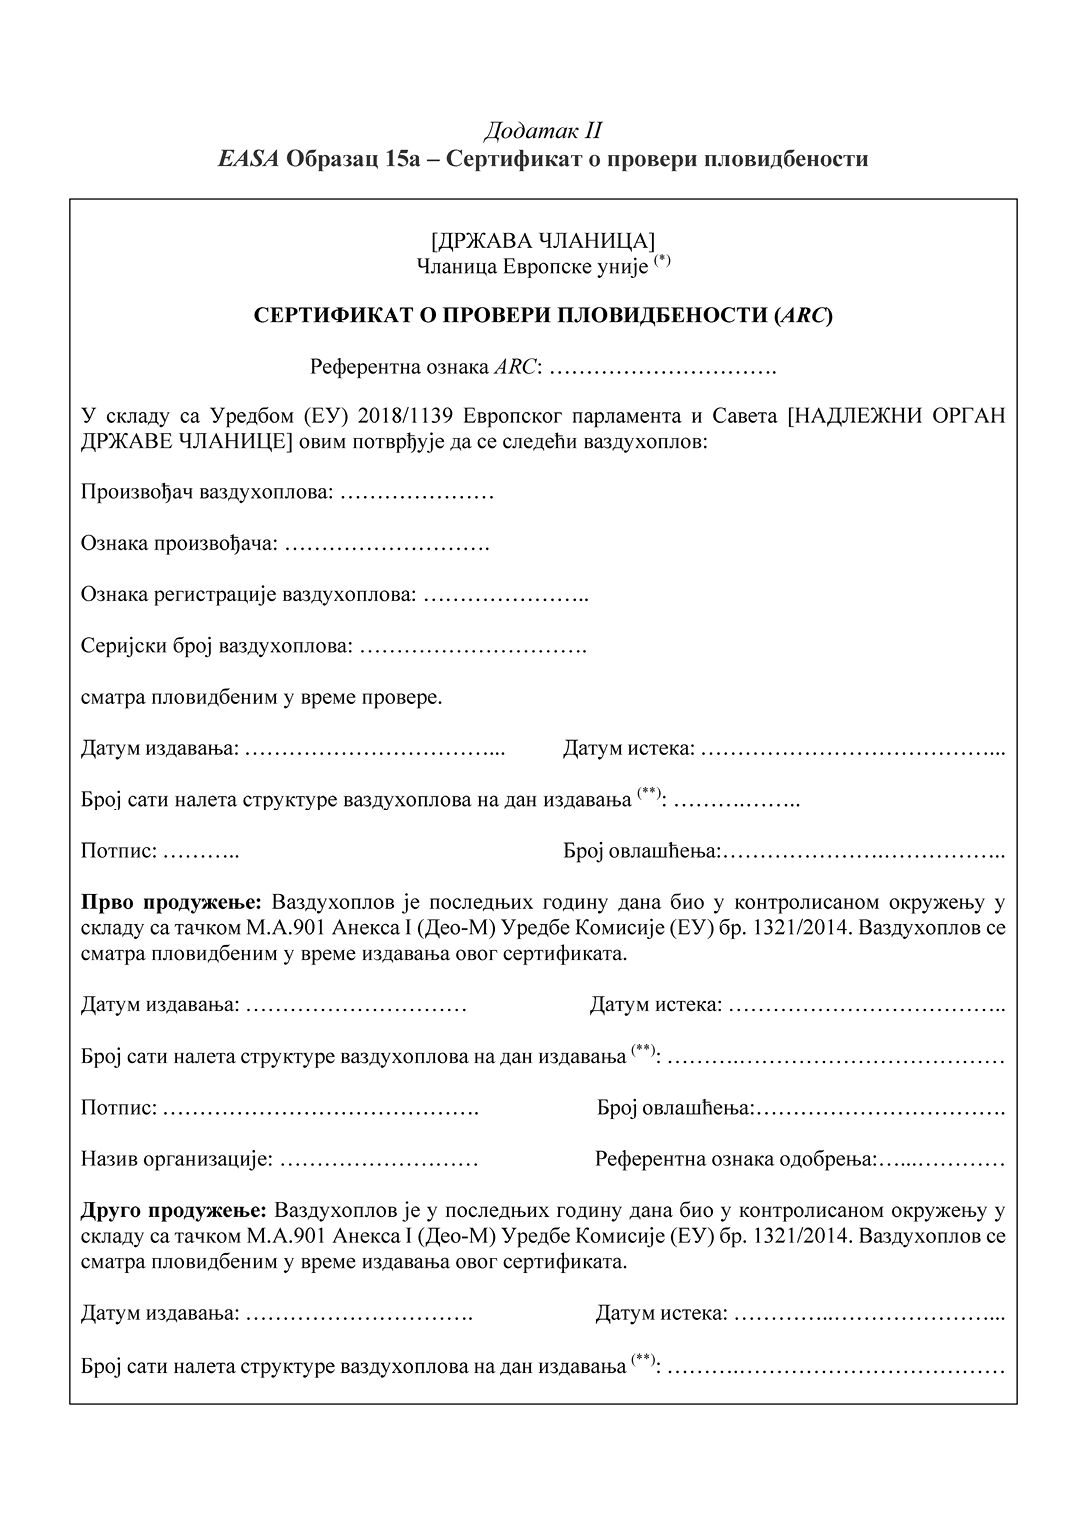 Додатак II
EASA Образац 15а – Сертификат о провери пловидбености
[ДРЖАВА ЧЛАНИЦА]
Чланица Европске уније (*)
СЕРТИФИКАТ О ПРОВЕРИ ПЛОВИДБЕНОСТИ (ARC)
Референтна ознака ARC: ………………………….
У складу са Уредбом (ЕУ) 2018/1139 Европског парламента и Савета [НАДЛЕЖНИ ОРГАН
ДРЖАВЕ ЧЛАНИЦЕ] овим потврђује да се следећи ваздухоплов:
Произвођач ваздухоплова: …………………
Ознака произвођача: ……………………….
Ознака регистрације ваздухоплова: …………………..
Серијски број ваздухоплова: ………………………….
сматра пловидбеним у време провере.
Датум издавања: ……………………………... Датум истека: …………………………………...
Број сати налета структуре ваздухоплова на дан издавања (**): ……….……..
Потпис: ……….. Број овлашћења:………………….……………..
Прво продужење: Ваздухоплов је последњих годину дана био у контролисаном окружењу у
складу са тачком М.А.901 Анекса I (Део-М) Уредбе Комисије (ЕУ) бр. 1321/2014. Ваздухоплов се
сматра пловидбеним у време издавања овог сертификата.
Датум издавања: ………………………… Датум истека: ………………………………..
Број сати налета структуре ваздухоплова на дан издавања (**): ……….………………………………
Потпис: ……………………………………. Број овлашћења:…………………………….
Назив организације: ……………………… Референтна ознака одобрења:…...…………
Друго продужење: Ваздухоплов је у последњих годину дана био у контролисаном окружењу у
складу са тачком М.А.901 Анекса I (Део-М) Уредбе Комисије (ЕУ) бр. 1321/2014. Ваздухоплов се
сматра пловидбеним у време издавања овог сертификата.
Датум издавања: …………………………. Датум истека: …………..…………………...
Број сати налета структуре ваздухоплова на дан издавања (**): ……….………………………………